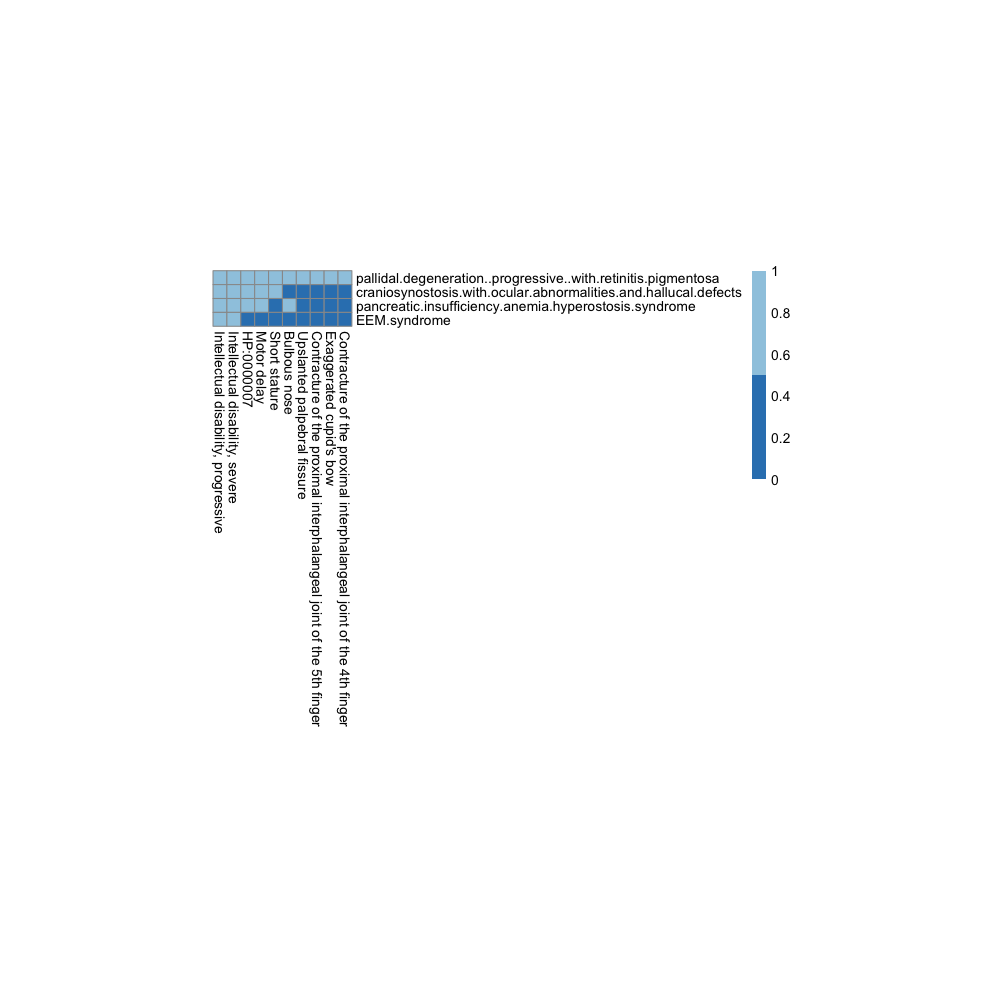 pallidal.degeneration..progressive..with.retinitis.pigmentosa
craniosynostosis.with.ocular.abnormalities.and.hallucal.defects
pancreatic.insufficiency.anemia.hyperostosis.syndrome
EEM.syndrome
Intellectual disability, progressive
Intellectual disability, severe
HP:0000007
Motor delay
Short stature
Bulbous nose
Upslanted palpebral fissure
Contracture of the proximal interphalangeal joint of the 5th finger
Exaggerated cupid's bow
Contracture of the proximal interphalangeal joint of the 4th finger
1
0.8
0.6
0.4
0.2
0